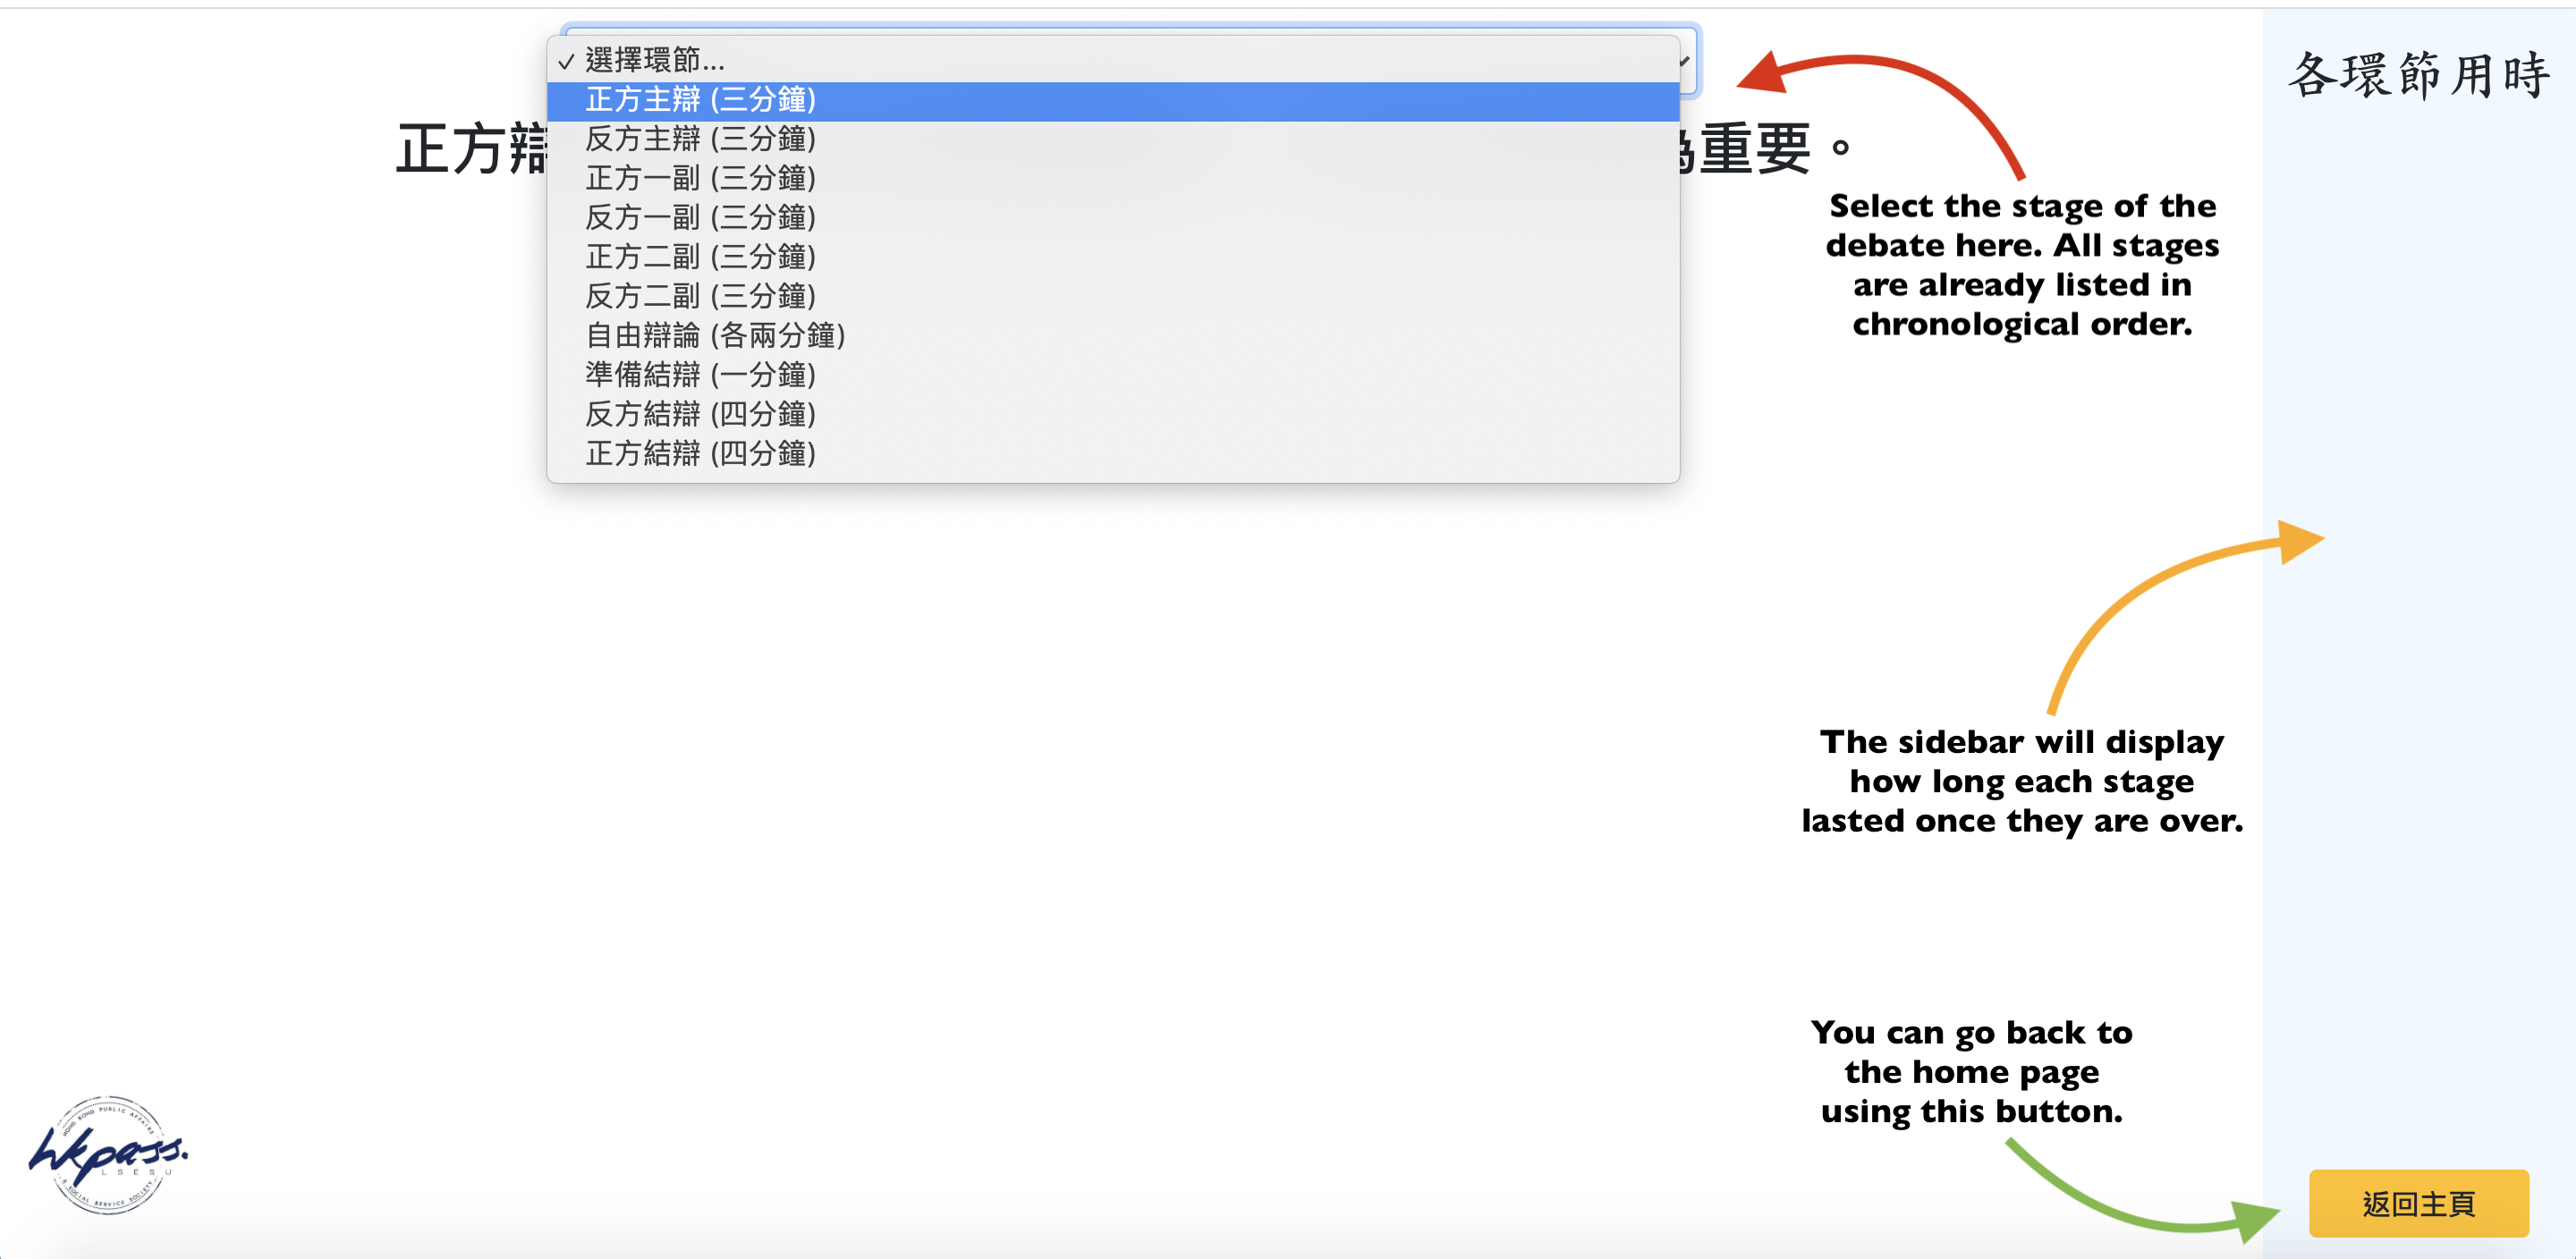 選擇環節...
正方主辯 (三分鐘)
反方主辯 (三分鐘)
正方一副 (三分鐘)
反方一副 (三分鐘)
正方二副 (三分鐘)
反方二副 (三分鐘)
自由辯論 (各兩分鐘)
準備結辯 (一分鐘)
反方結辯 (四分鐘)
正方結辯 (四分鐘)
正方辯
為重要。
各環節用時
Select the stage of the
debate here. All stages
are already listed in
chronological order.
The sidebar will display
how long each stage
lasted once they are over.
You can go back to
the home page
using this button.
返回主頁
HONG KONG PUBLIC AFFAIRS
hkpass.
LSESU
& SOCIAL SERVICE SOCIETY